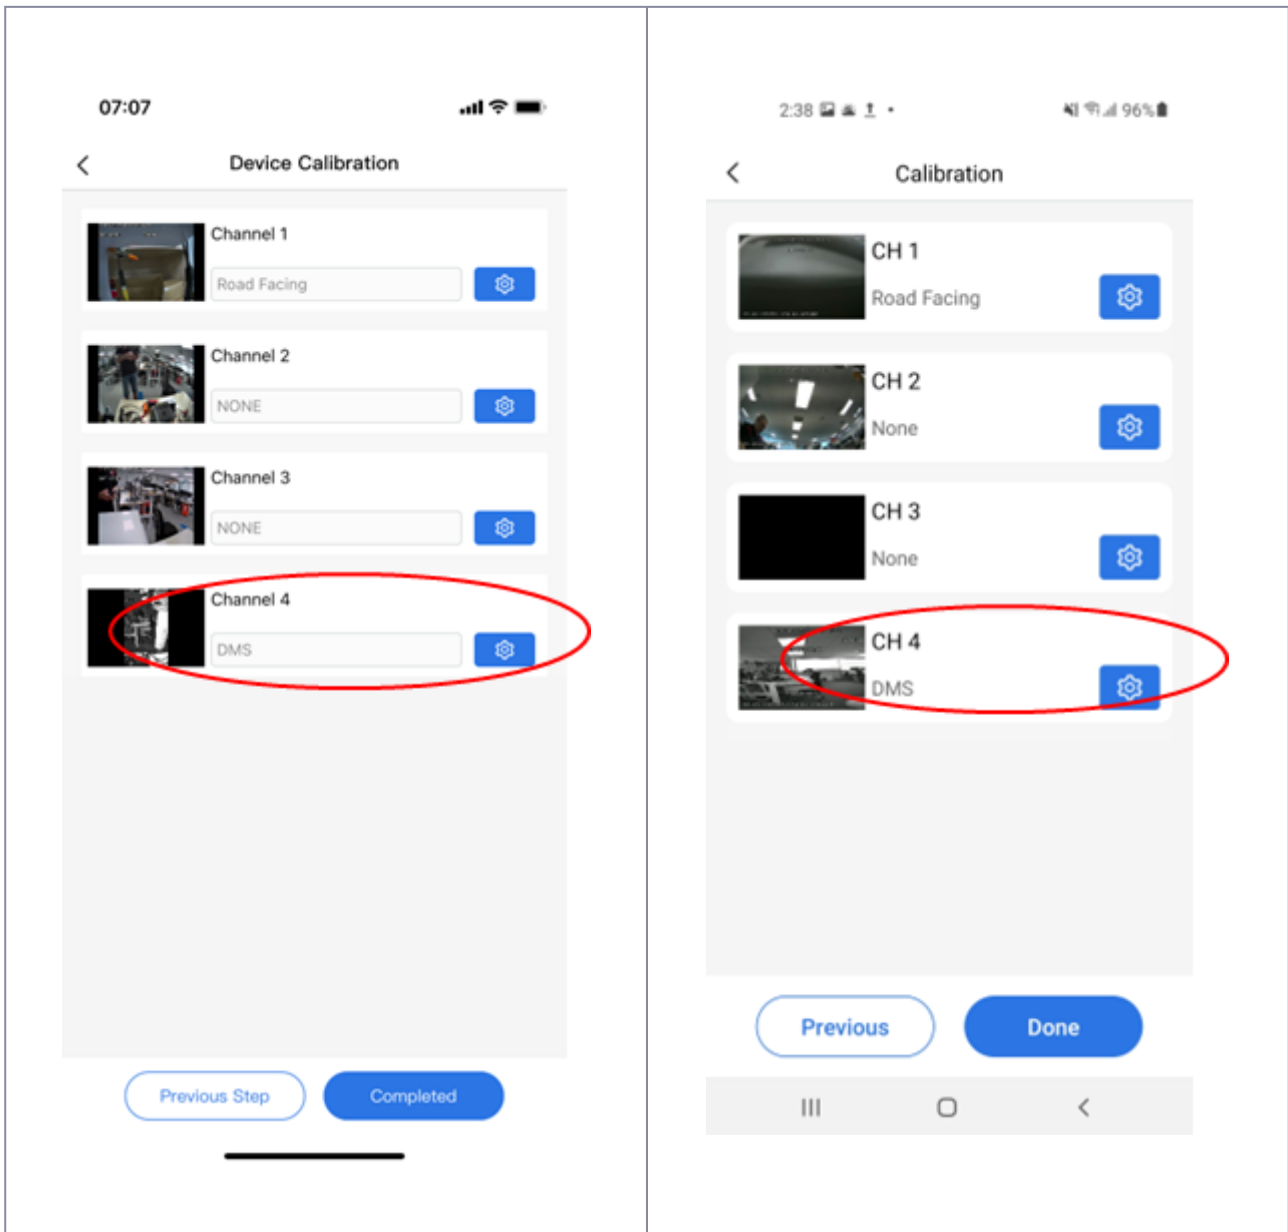 07:07
Device Calibration
Channel 1
Road Facing
Channel 2
NONE
Channel 3
NONE
Channel 4
DMS
Previous Step
Completed
2:38
96%
Calibration
CH 1
Road Facing
CH 2
None
CH 3
None
CH 4
DMS
Previous
Done